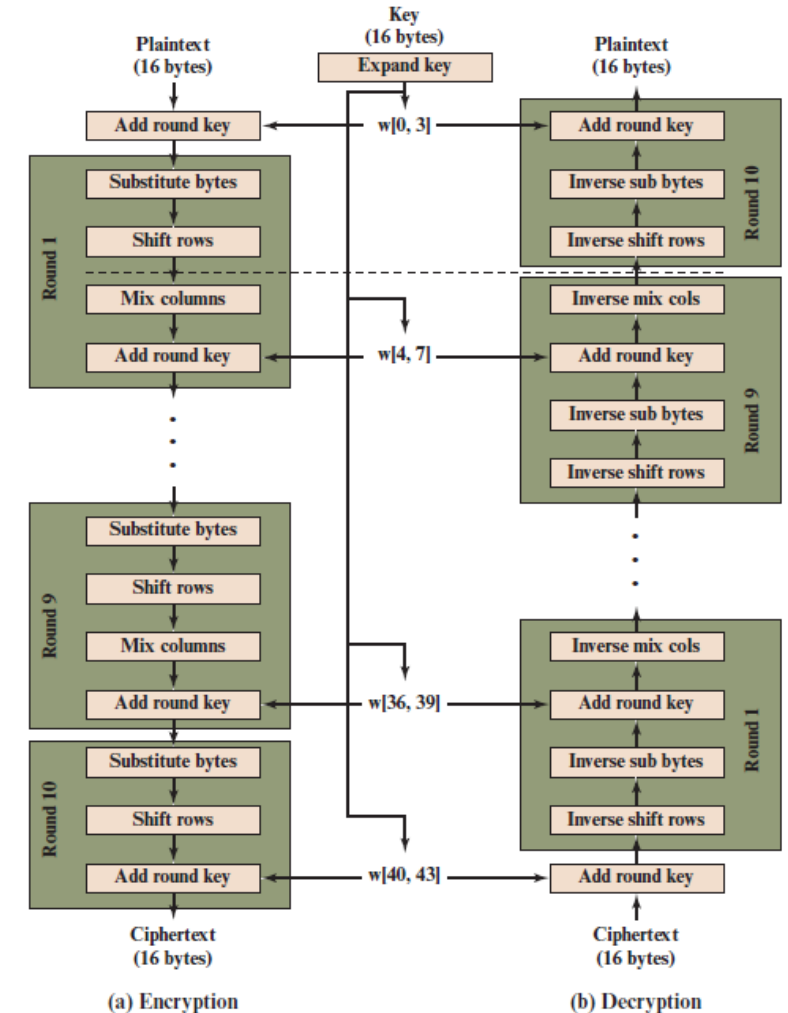 Key
(16 bytes)
Expand key
Plaintext
(16 bytes)
Add round key
Round 1
Substitute bytes
Shift rows
Mix columns
Add round key
Round 9
Substitute bytes
Shift rows
Mix columns
Add round key
Round 10
Substitute bytes
Shift rows
Add round key
Ciphertext
(16 bytes)
(a) Encryption
w[0, 3]
w[4, 7]
w[36, 39]
w[40, 43]
Plaintext
(16 bytes)
Add round key
Inverse sub bytes
Inverse shift rows
Round 10
Inverse mix cols
Add round key
Inverse sub bytes
Inverse shift rows
Round 9
Inverse mix cols
Add round key
Inverse sub bytes
Inverse shift rows
Round 1
Add round key
Ciphertext
(16 bytes)
(b) Decryption